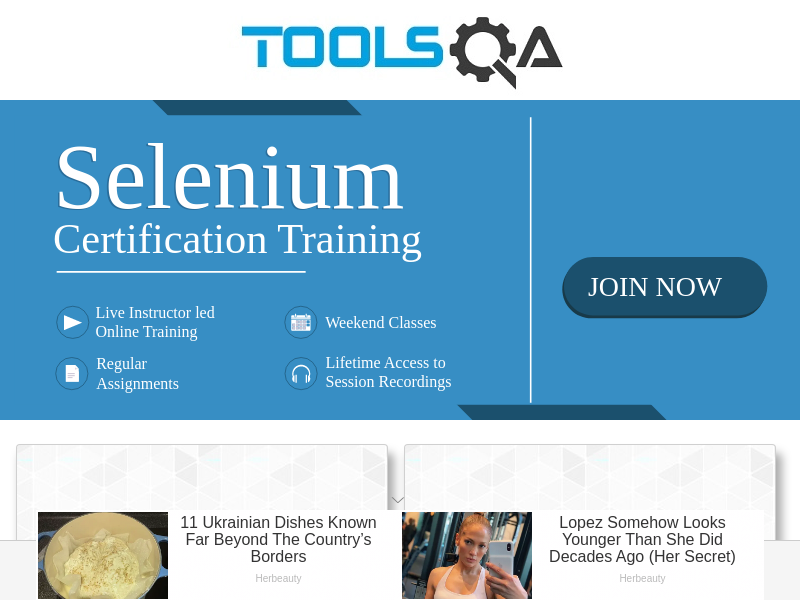 TOOLSQA
Selenium
Certification Training
JOIN NOW
Live Instructor led
Online Training
Weekend Classes
Regular
Assignments
Lifetime Access to
Session Recordings
11 Ukrainian Dishes Known
Far Beyond The Country’s
Borders
Herbeauty
Lopez Somehow Looks
Younger Than She Did
Decades Ago (Her Secret)
Herbeauty